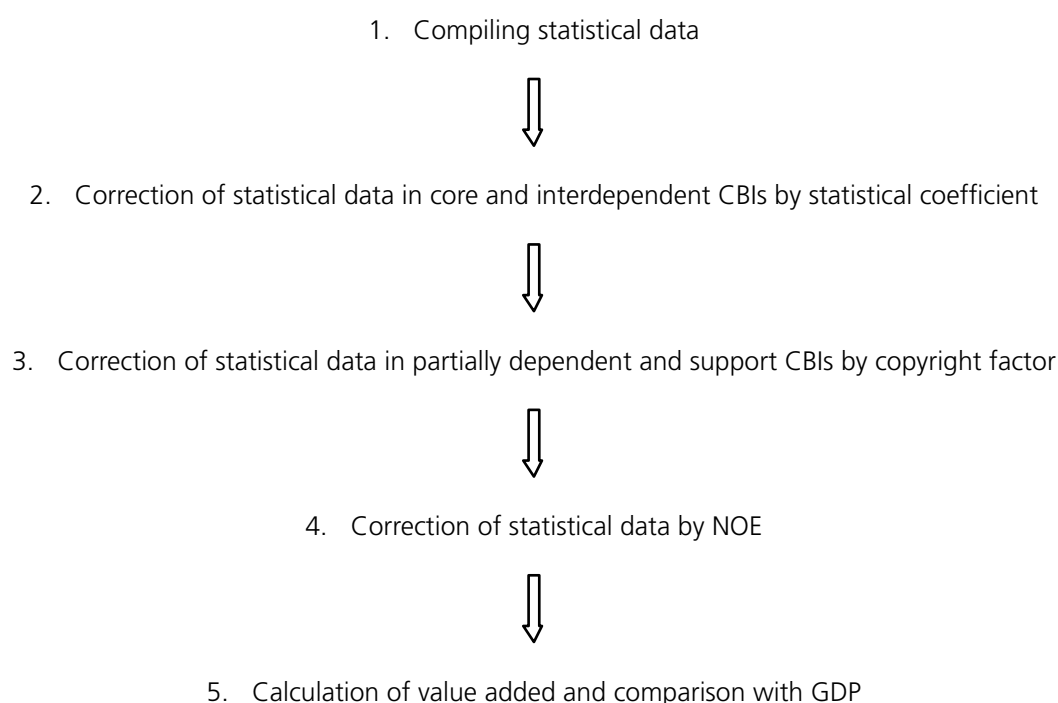 1. Compiling statistical data
2. Correction of statistical data in core and interdependent CBIs by statistical coefficient
3. Correction of statistical data in partially dependent and support CBIs by copyright factor
4. Correction of statistical data by NOE
5. Calculation of value added and comparison with GDP